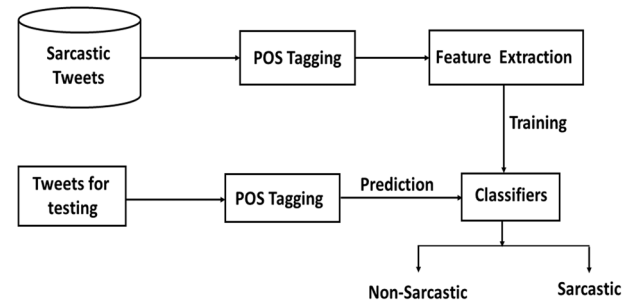 Sarcastic
Tweets
POS Tagging
Feature Extraction
Training
Tweets for
testing
POS Tagging
Prediction
Classifiers
Non-Sarcastic
Sarcastic